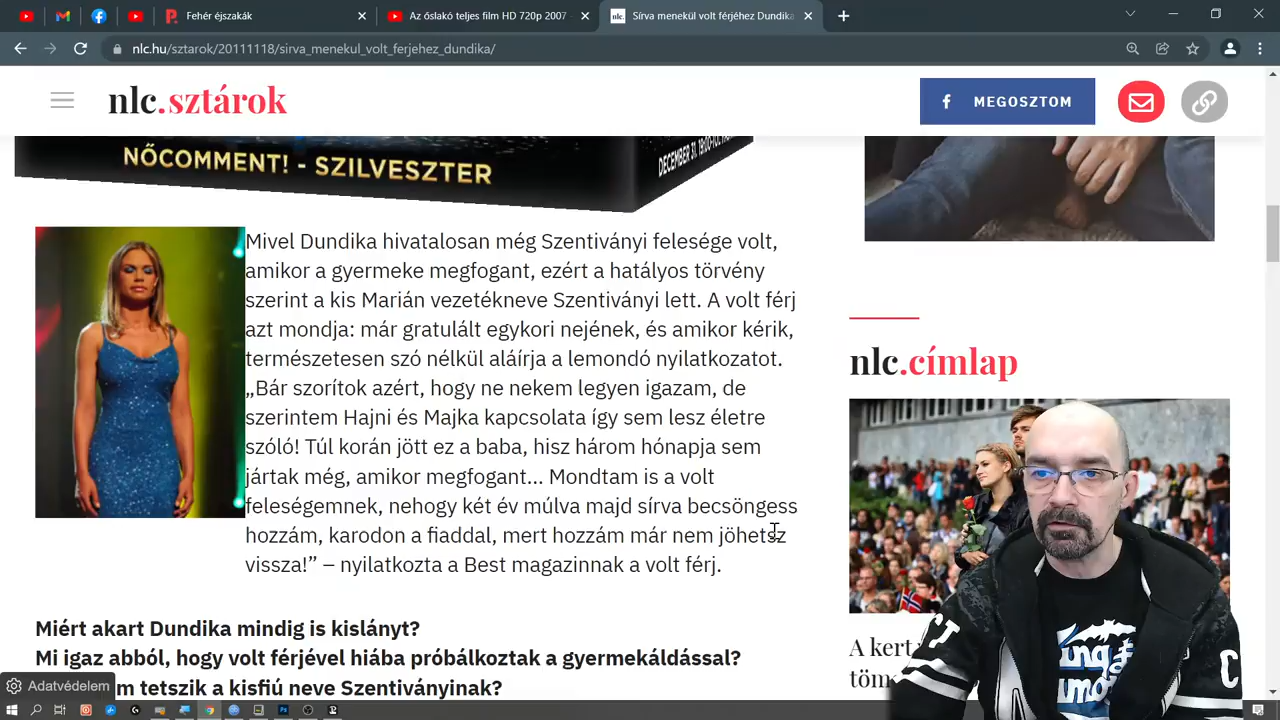 Fehér éjszakák
Az őslakó teljes film HD 720p 2007
Sírva menekül volt férjéhez Dundika
nlc.hu/sztarok/20111118/sirva_menekul_volt_ferjehez_dundika/
nlc.sztárok
MEGOSZTOM
NŐCOMMENT! - SZILVESZTER
Mivel Dundika hivatalosan még Szentiványi felesége volt,
amikor a gyermeke megfogant, ezért a hatályos törvény
szerint a kis Marián vezetékneve Szentiványi lett. A volt férj
azt mondja: már gratulált egykori nejének, és amikor kérik,
természetesen szó nélkül aláírja a lemondó nyilatkozatot.
„Bár szorítok azért, hogy ne nekem legyen igazam, de
szerintem Hajni és Majka kapcsolata így sem lesz életre
szóló! Túl korán jött ez a baba, hisz három hónapja sem
jártak még, amikor megfogant… Mondtam is a volt
feleségemnek, nehogy két év múlva majd sírva becsöngess
hozzám, karodon a fiaddal, mert hozzám már nem jöhetsz
vissza!” – nyilatkozta a Best magazinnak a volt férj.
Miért akart Dundika mindig is kislányt?
Mi igaz abból, hogy volt férjével hiába próbálkoztak a gyermekáldással?
tetszik a kisfiú neve Szentiványinak?
Adatvédelem
nlc.címlap
A kert